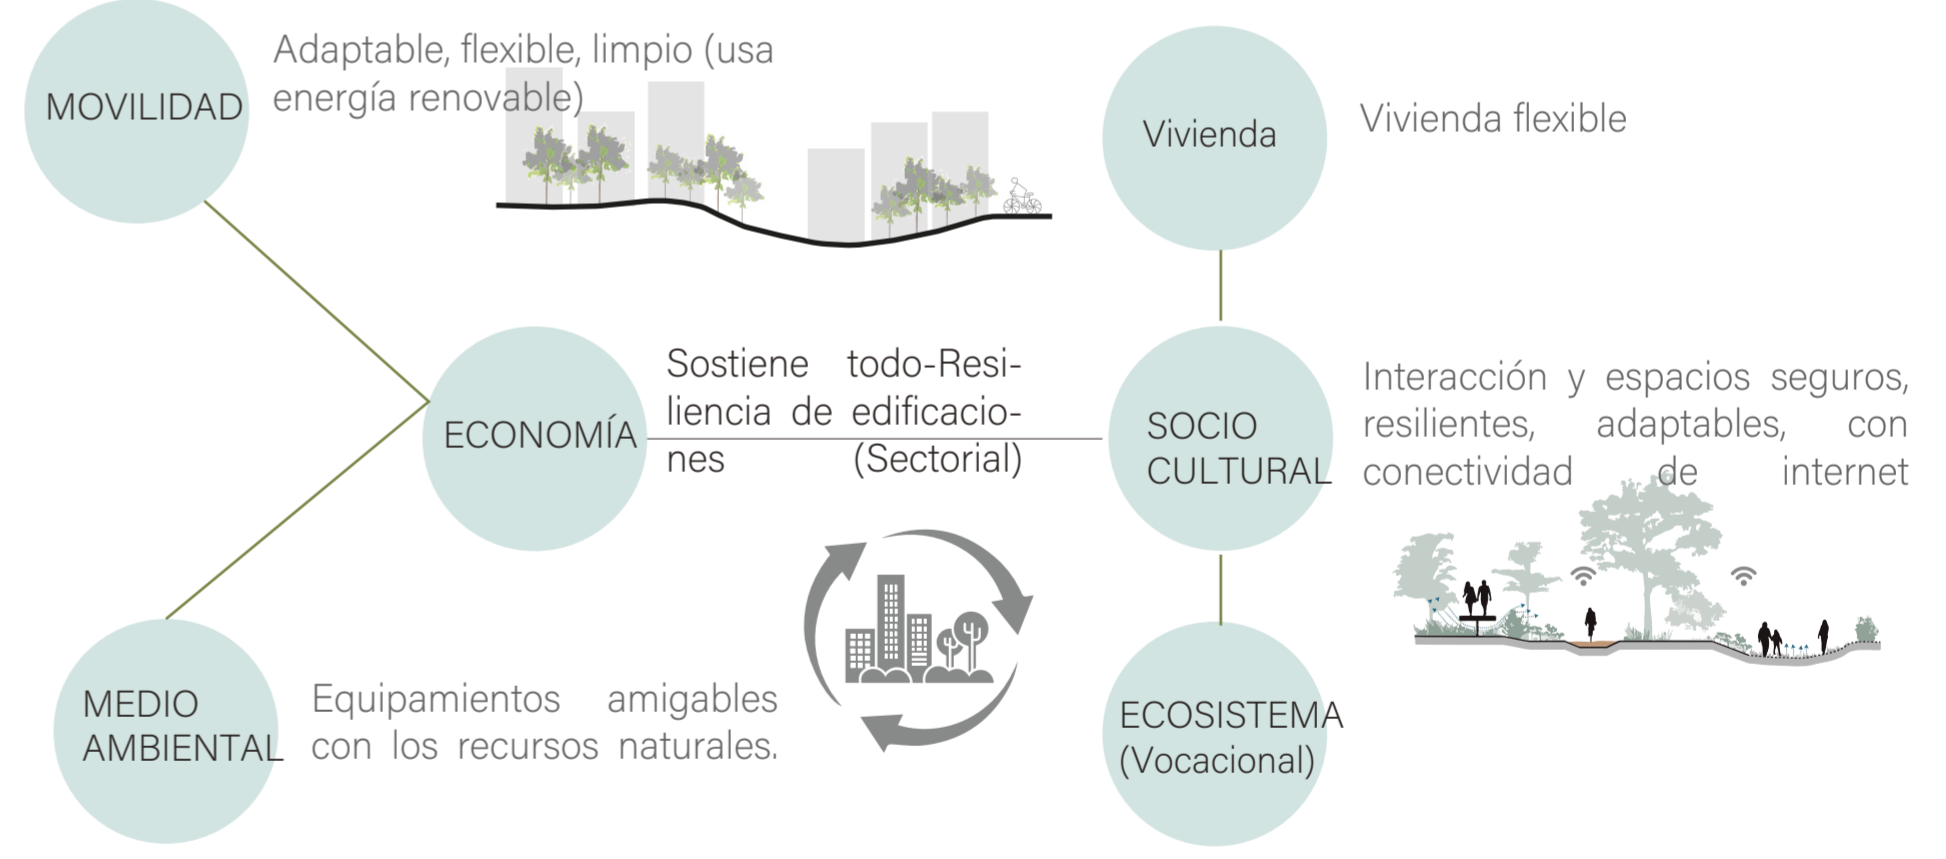 MOVILIDAD
Adaptable, flexible, limpio (usa
energía renovable)
Vivienda
Vivienda flexible
ECONOMÍA
Sostiene todo-Resi-
liencia de edificacio-
nes (Sectorial)
SOCIO
CULTURAL
Interacción y espacios seguros,
resilientes, adaptables, con
conectividad de internet
MEDIO
AMBIENTAL
Equipamientos amigables
con los recursos naturales.
ECOSISTEMA
(Vocacional)